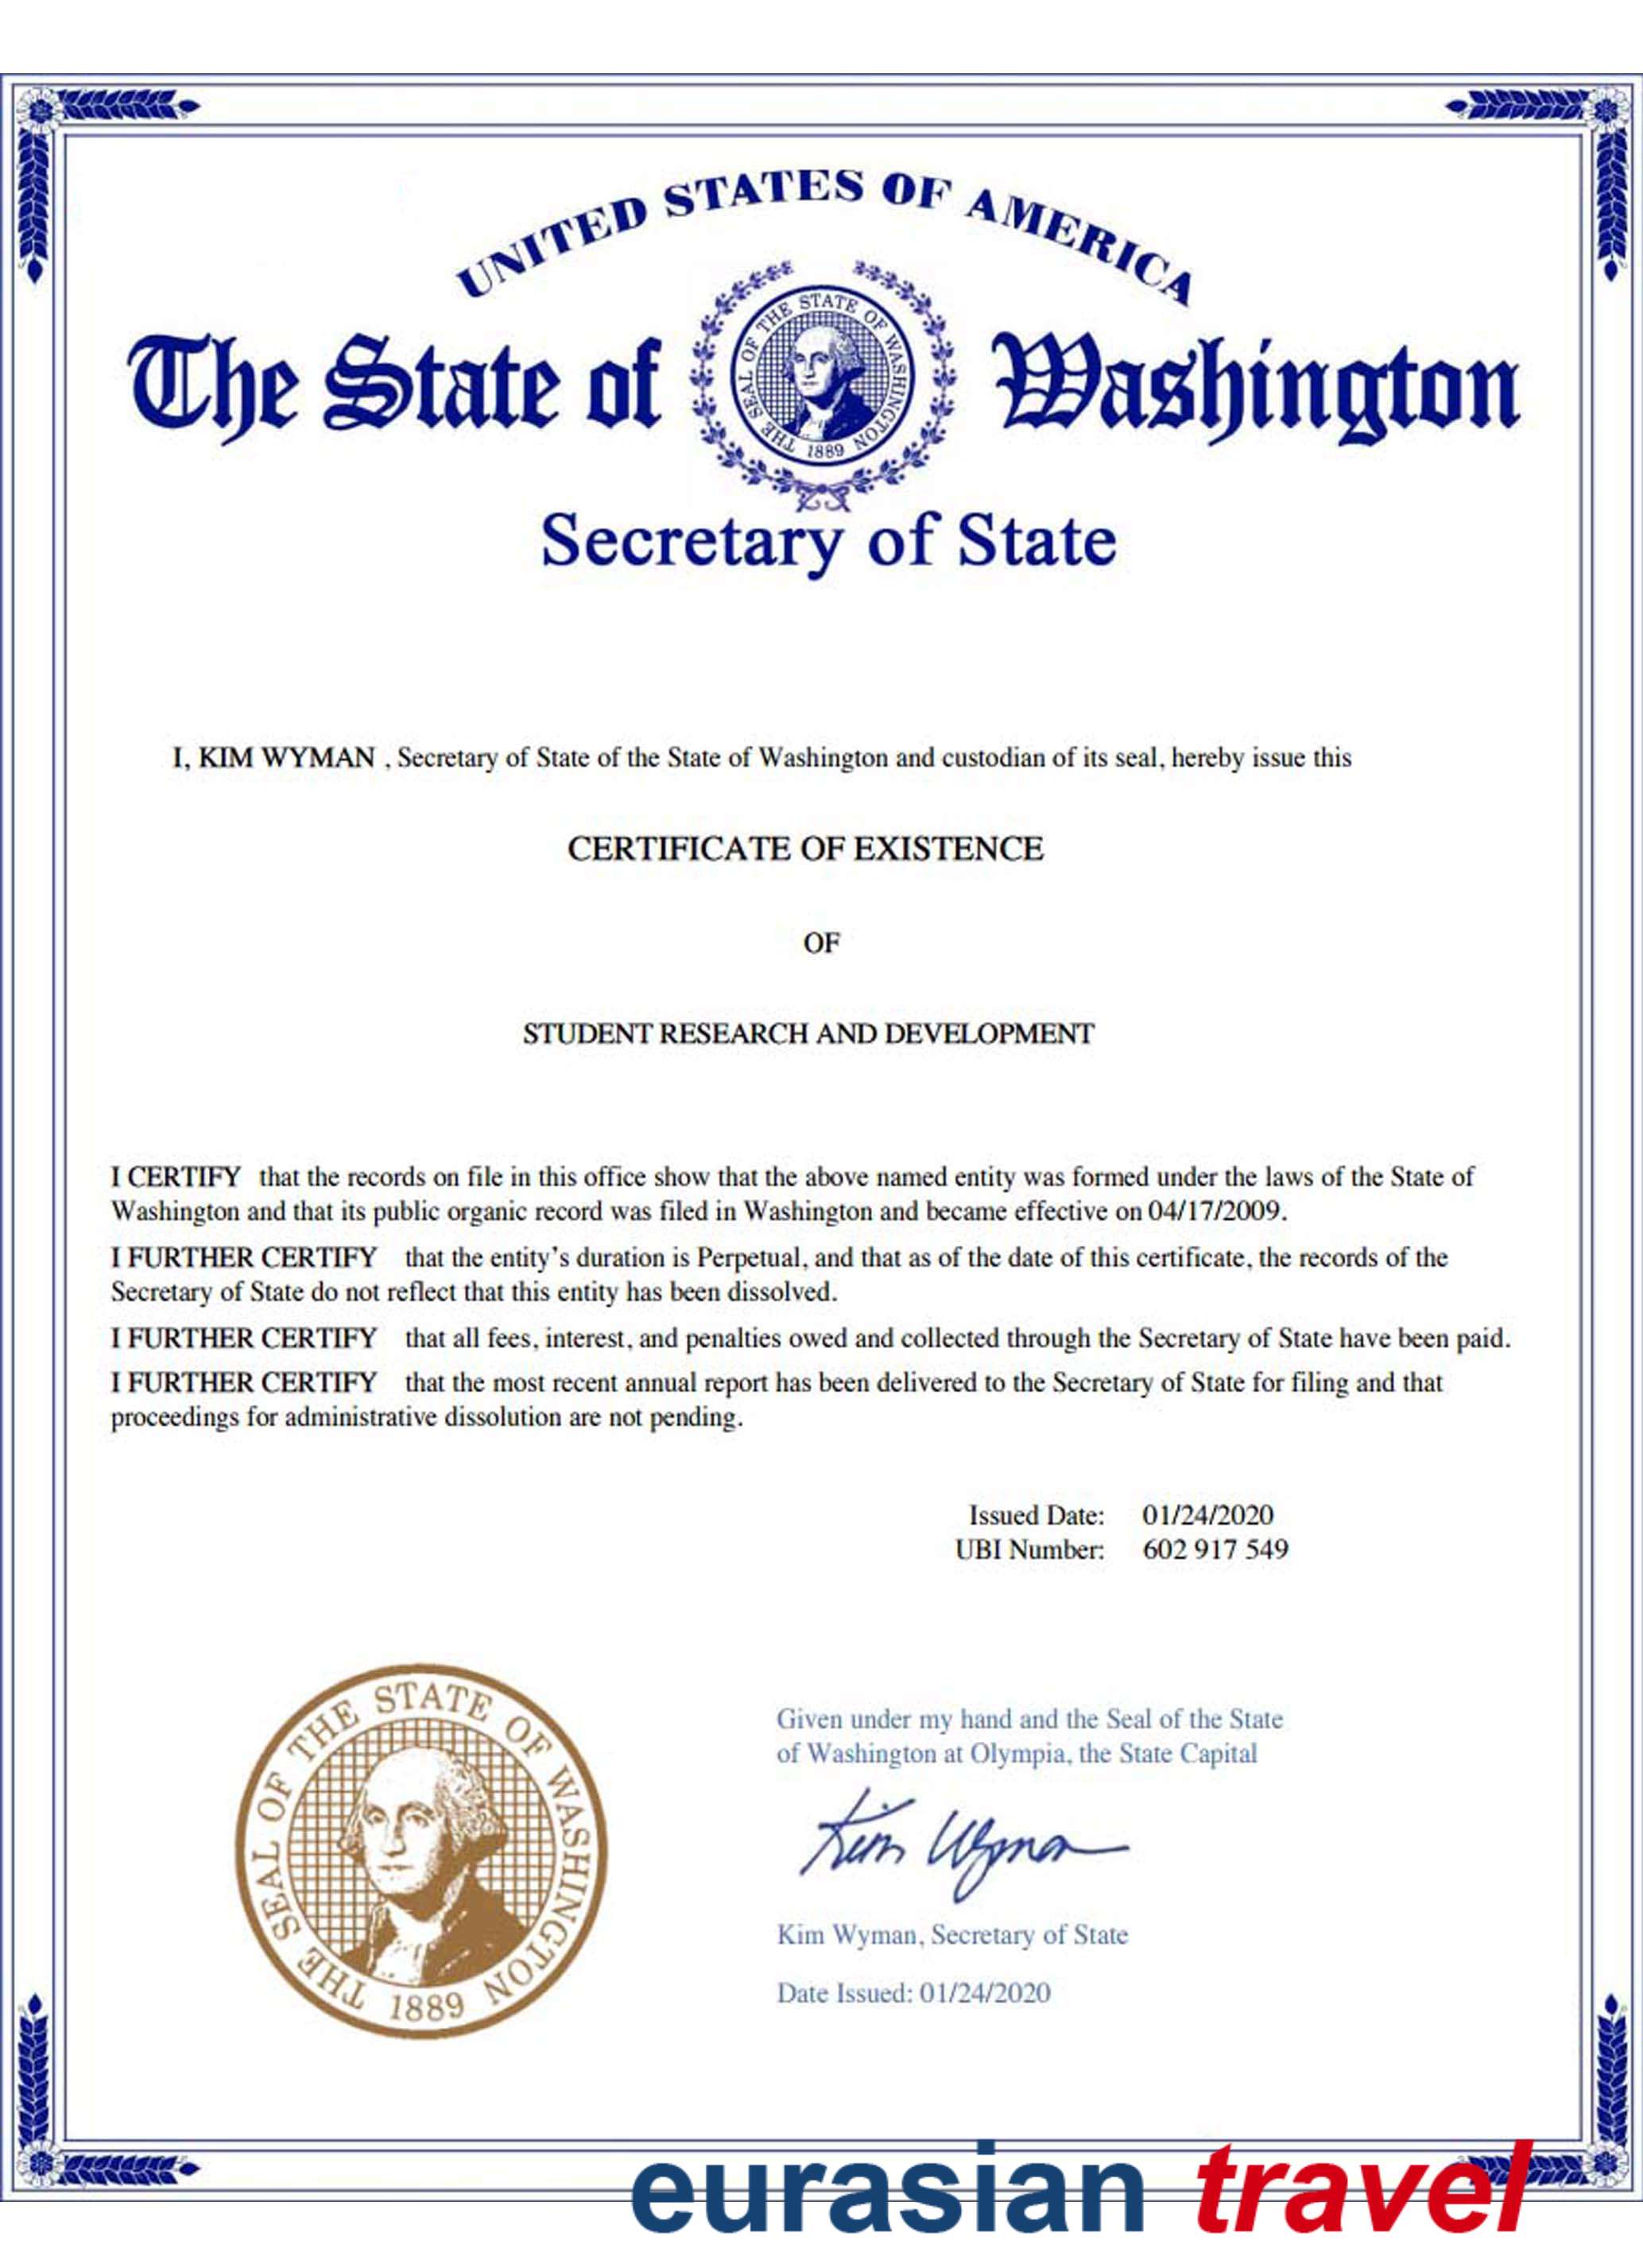 UNITED STATES OF AMERICA
The State of Washington
THE SEAL OF THE STATE OF WASHINGTON
1889
Secretary of State
I, KIM WYMAN , Secretary of State of the State of Washington and custodian of its seal, hereby issue this
CERTIFICATE OF EXISTENCE
OF
STUDENT RESEARCH AND DEVELOPMENT
I CERTIFY that the records on file in this office show that the above named entity was formed under the laws of the State of
Washington and that its public organic record was filed in Washington and became effective on 04/17/2009.
I FURTHER CERTIFY that the entity’s duration is Perpetual, and that as of the date of this certificate, the records of the
Secretary of State do not reflect that this entity has been dissolved.
I FURTHER CERTIFY that all fees, interest, and penalties owed and collected through the Secretary of State have been paid.
I FURTHER CERTIFY that the most recent annual report has been delivered to the Secretary of State for filing and that
proceedings for administrative dissolution are not pending.
Issued Date: 01/24/2020
UBI Number: 602 917 549
THE SEAL OF THE STATE OF WASHINGTON
1889
Given under my hand and the Seal of the State
of Washington at Olympia, the State Capital
Kim Wyman
Kim Wyman, Secretary of State
Date Issued: 01/24/2020
eurasian travel